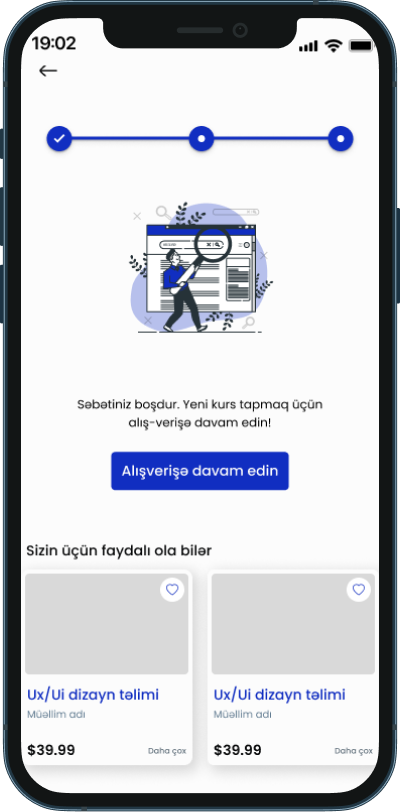 19:02
Səbətiniz boşdur. Yeni kurs tapmaq üçün
alış-verişə davam edin!
Alışverişə davam edin
Sizin üçün faydalı ola bilər
Ux/Ui dizayn təlimi
Müəllim adı
$39.99
Daha çox
Ux/Ui dizayn təlimi
Müəllim adı
$39.99
Daha çox